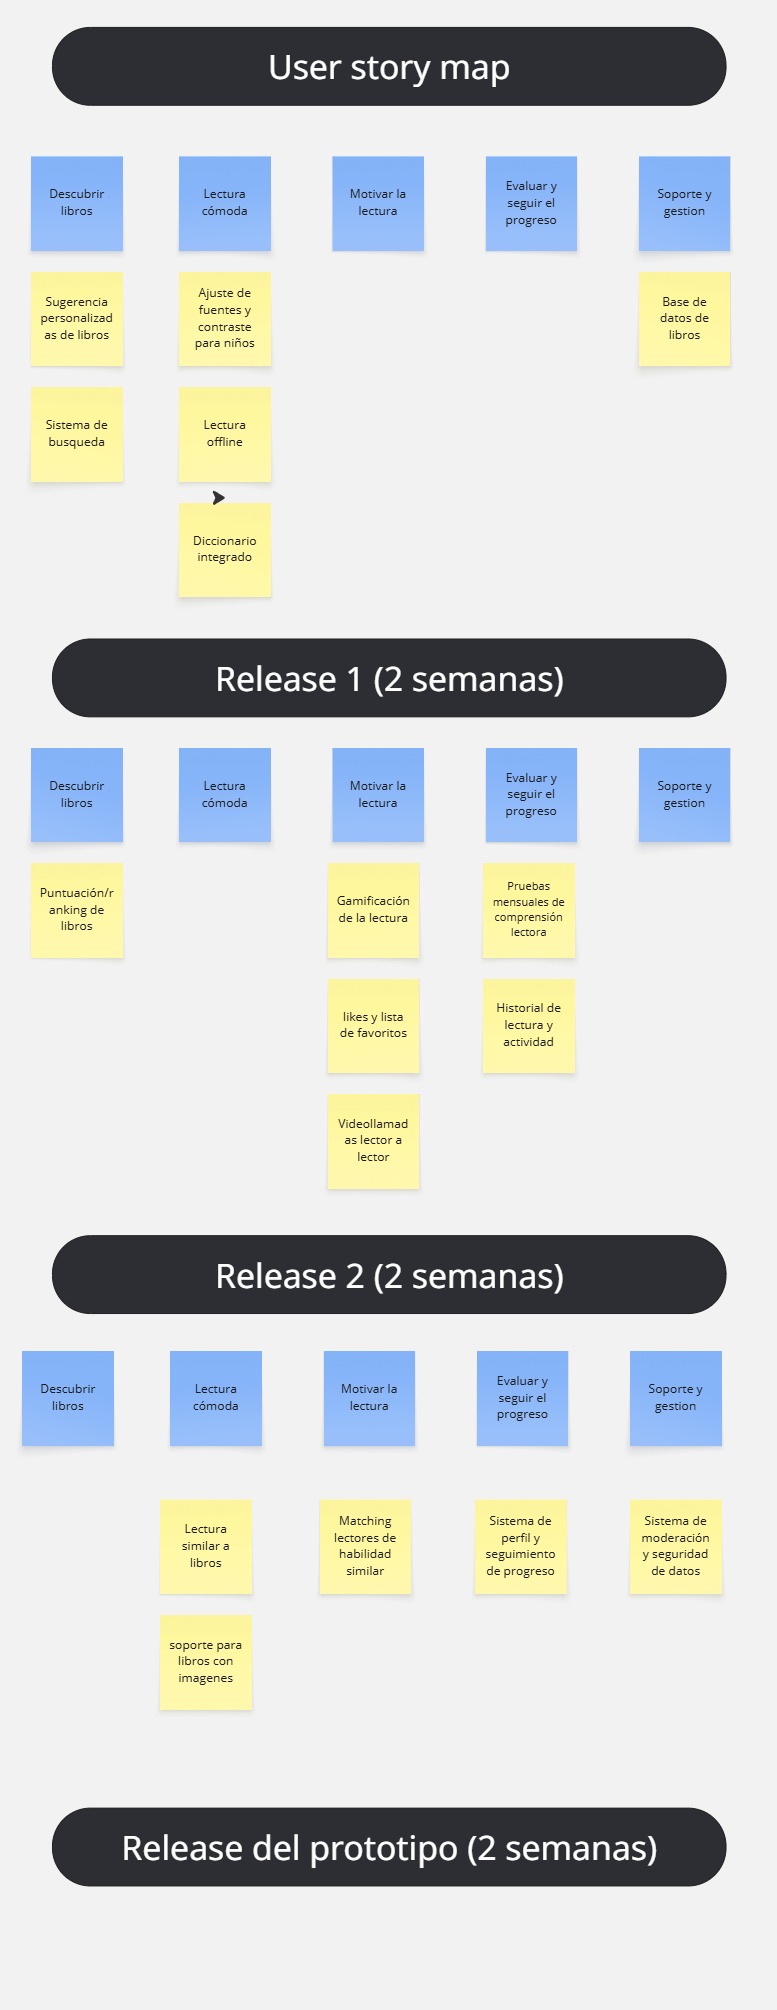 User story map
Descubrir
libros
Lectura
cómoda
Motivar la
lectura
Evaluar y
seguir el
progreso
Soporte y
gestion
Sugerencia
personalizad
as de libros
Ajuste de
fuentes y
contraste
para niños
Base de
datos de
libros
Sistema de
busqueda
Lectura
offline
Diccionario
integrado
Release 1 (2 semanas)
Descubrir
libros
Lectura
cómoda
Motivar la
lectura
Evaluar y
seguir el
progreso
Soporte y
gestion
Puntuación/r
anking de
libros
Gamificación
de la lectura
Pruebas
mensuales de
comprensión
lectora
likes y lista
de favoritos
Historial de
lectura y
actividad
Videollamad
as lector a
lector
Release 2 (2 semanas)
Descubrir
libros
Lectura
cómoda
Motivar la
lectura
Evaluar y
seguir el
progreso
Soporte y
gestion
Lectura
similar a
libros
Matching
lectores de
habilidad
similar
Sistema de
perfil y
seguimiento
de progreso
Sistema de
moderación
y seguridad
de datos
soporte para
libros con
imagenes
Release del prototipo (2 semanas)